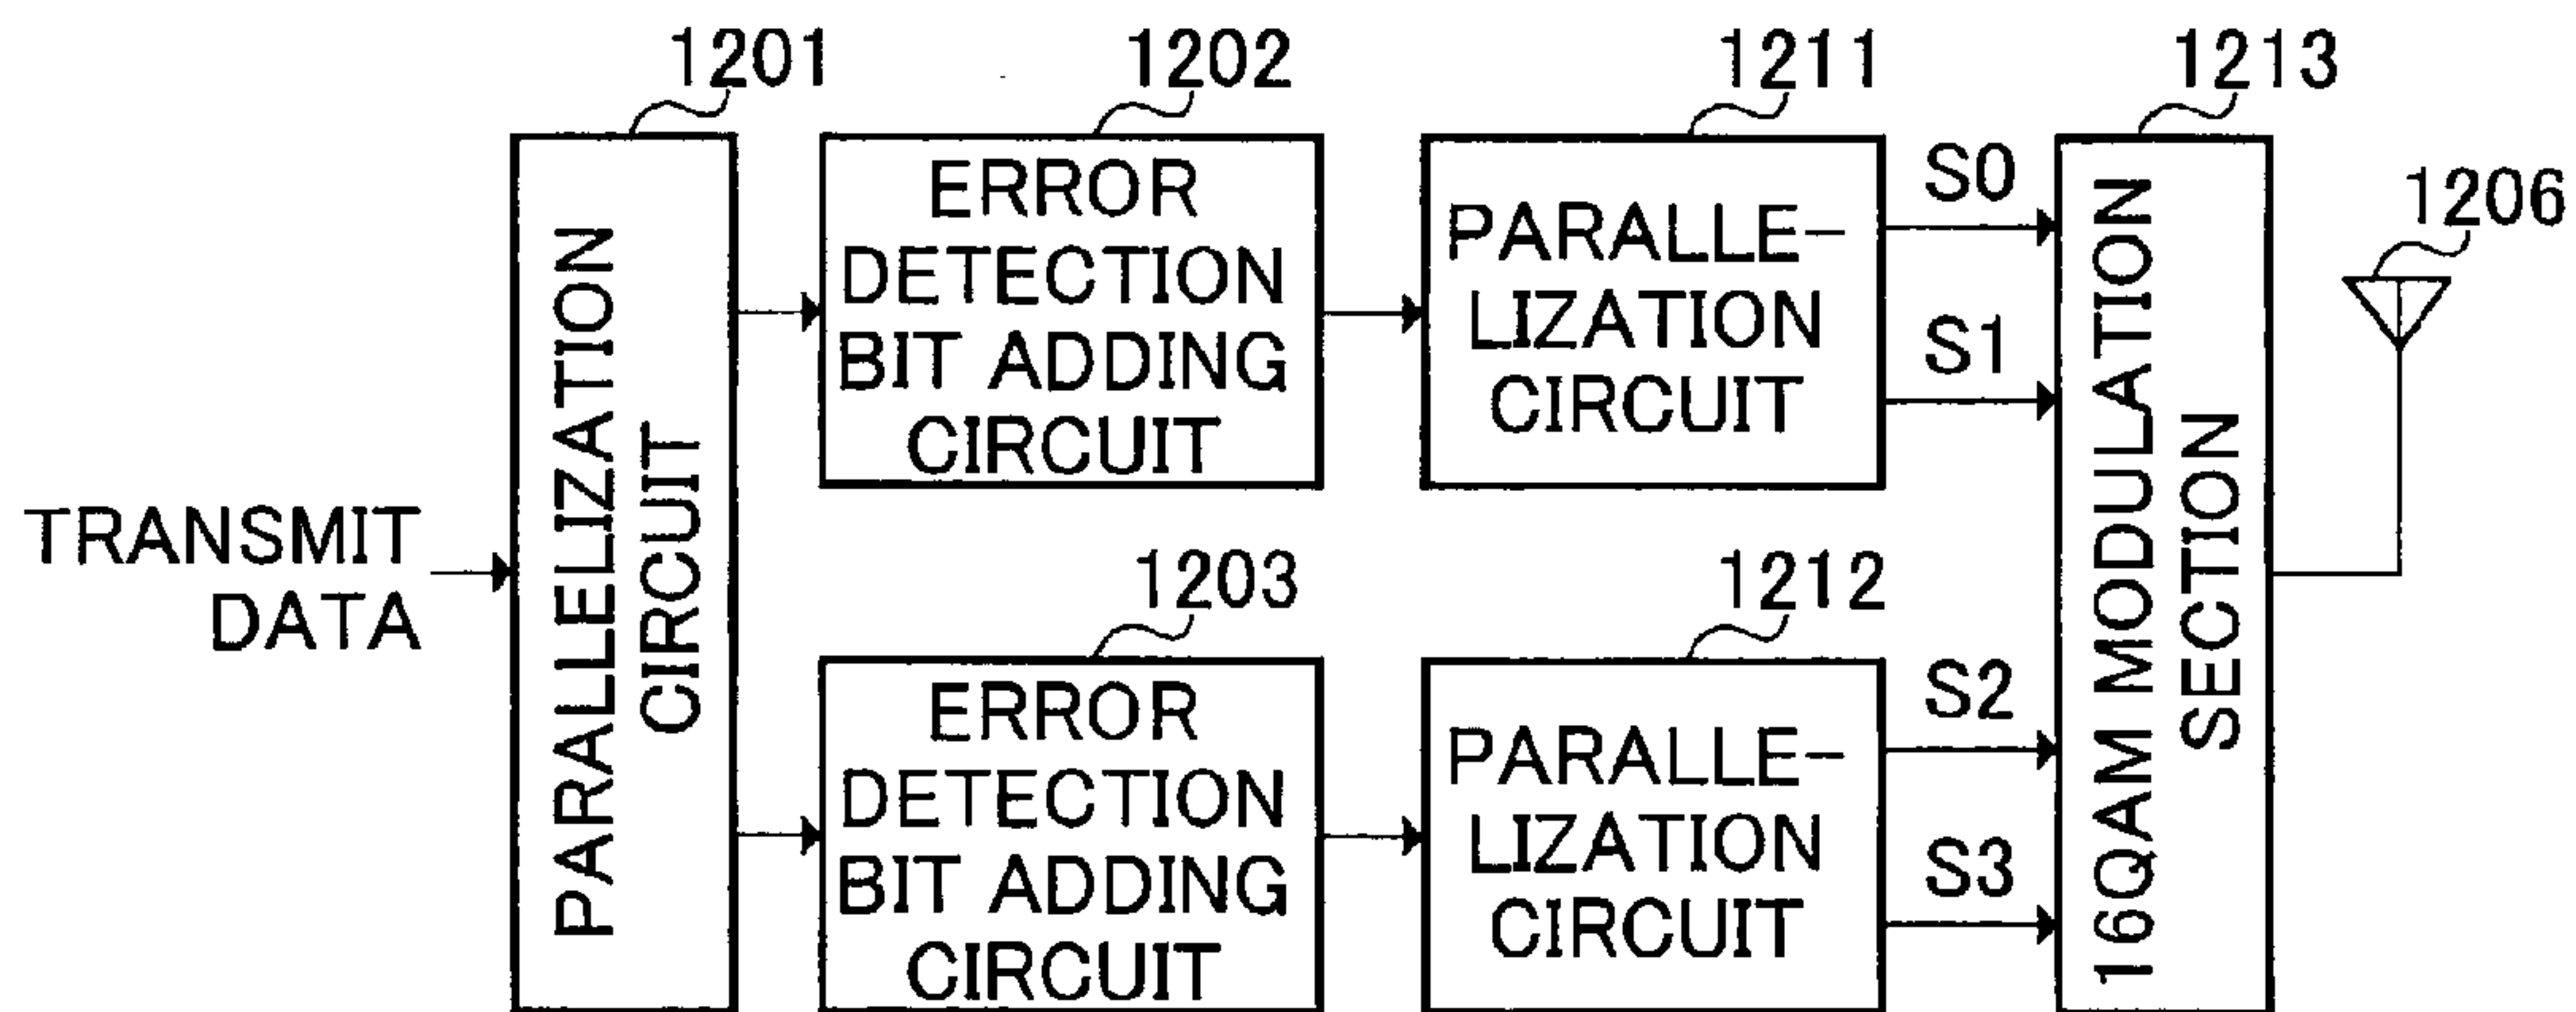 1201
1202
1211
1213
1206
TRANSMIT
DATA
PARALLELIZATION
CIRCUIT
ERROR
DETECTION
BIT ADDING
CIRCUIT
PARALLE-
LIZATION
CIRCUIT
S0
S1
16QAM MODULATION
SECTION
1203
1212
ERROR
DETECTION
BIT ADDING
CIRCUIT
PARALLE-
LIZATION
CIRCUIT
S2
S3